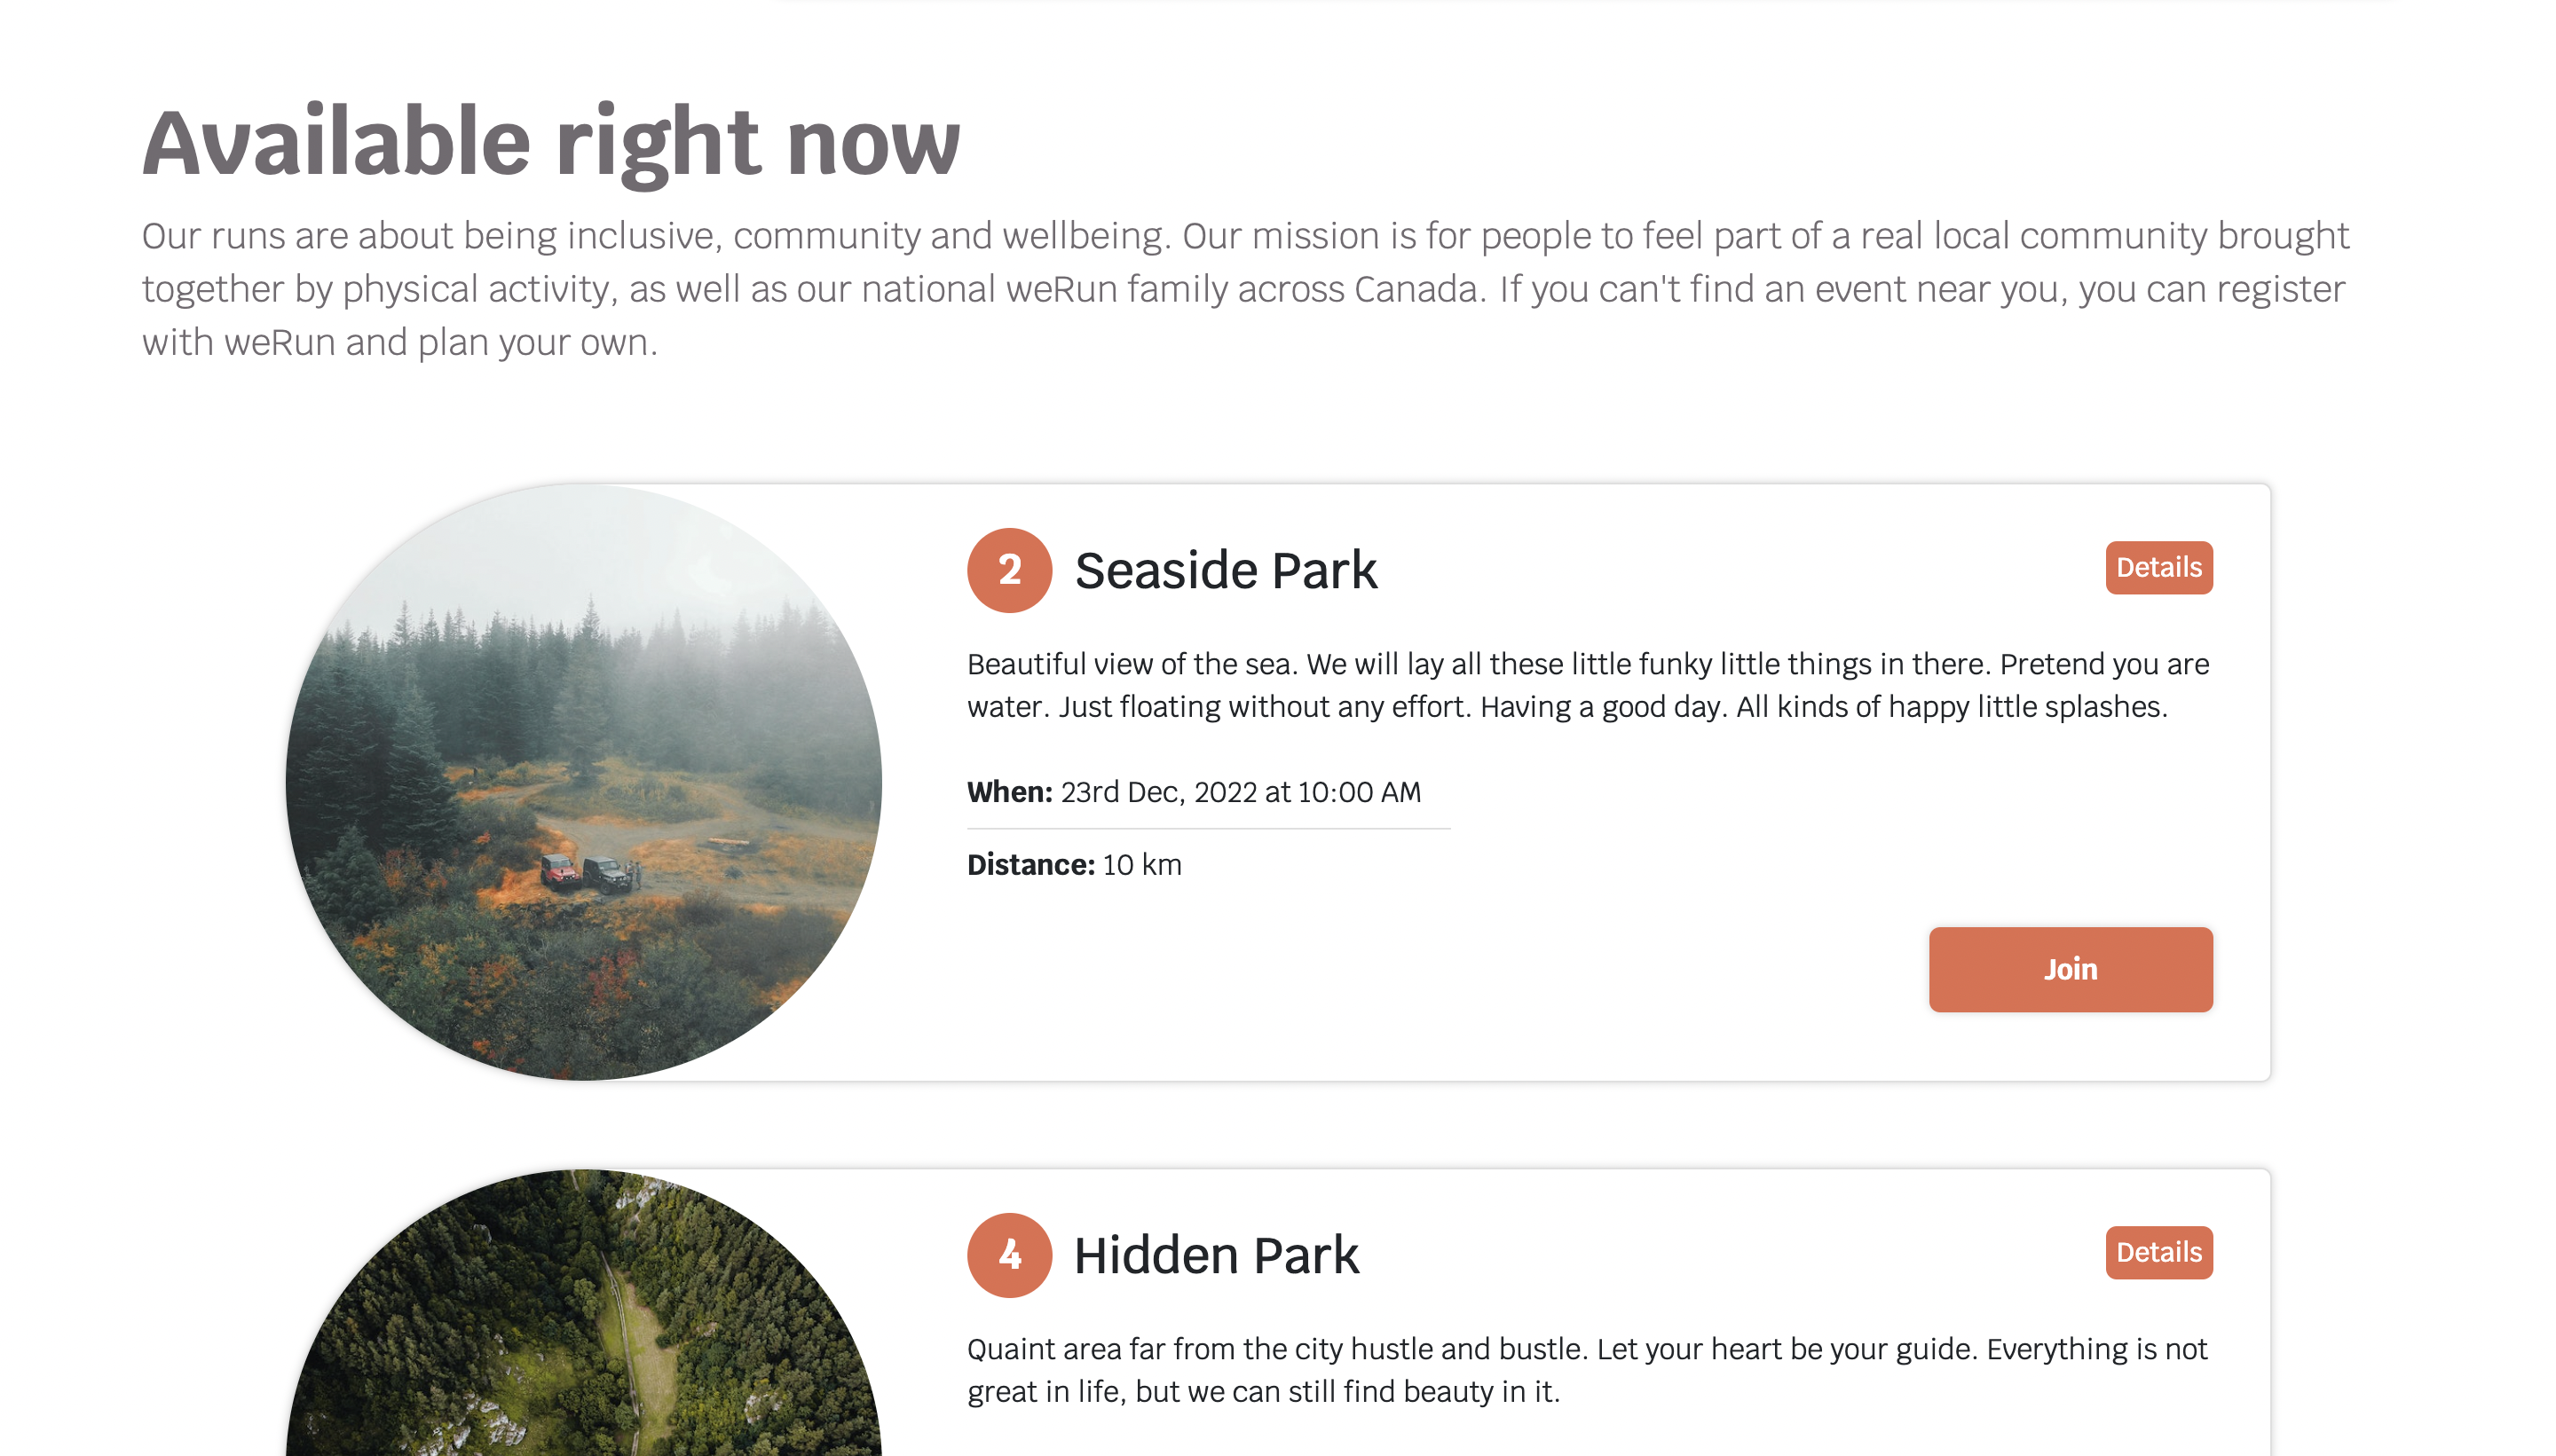 Available right now
Our runs are about being inclusive, community and wellbeing. Our mission is for people to feel part of a real local community brought
together by physical activity, as well as our national weRun family across Canada. If you can't find an event near you, you can register
with weRun and plan your own.
2 Seaside Park
Details
Beautiful view of the sea. We will lay all these little funky little things in there. Pretend you are
water. Just floating without any effort. Having a good day. All kinds of happy little splashes.
When: 23rd Dec, 2022 at 10:00 AM
Distance: 10 km
Join
4 Hidden Park
Details
Quaint area far from the city hustle and bustle. Let your heart be your guide. Everything is not
great in life, but we can still find beauty in it.